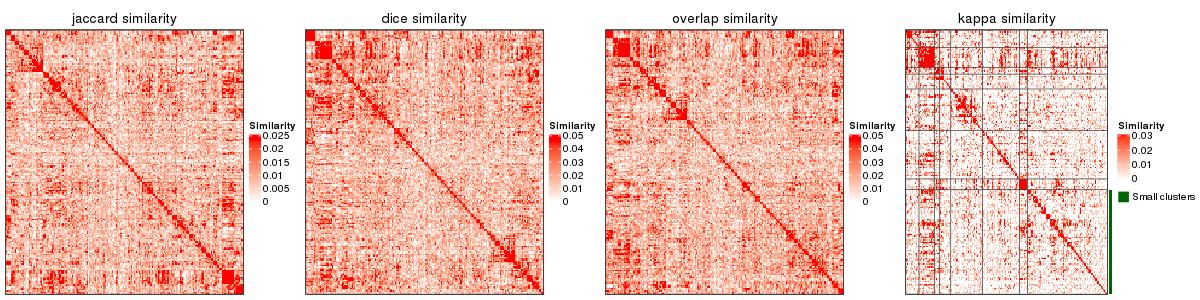 jaccard similarity
Similarity
0.025
0.02
0.015
0.01
0.005
0
dice similarity
Similarity
0.05
0.04
0.03
0.02
0.01
0
overlap similarity
Similarity
0.05
0.04
0.03
0.02
0.01
0
kappa similarity
Similarity
0.03
0.02
0.01
0
Small clusters